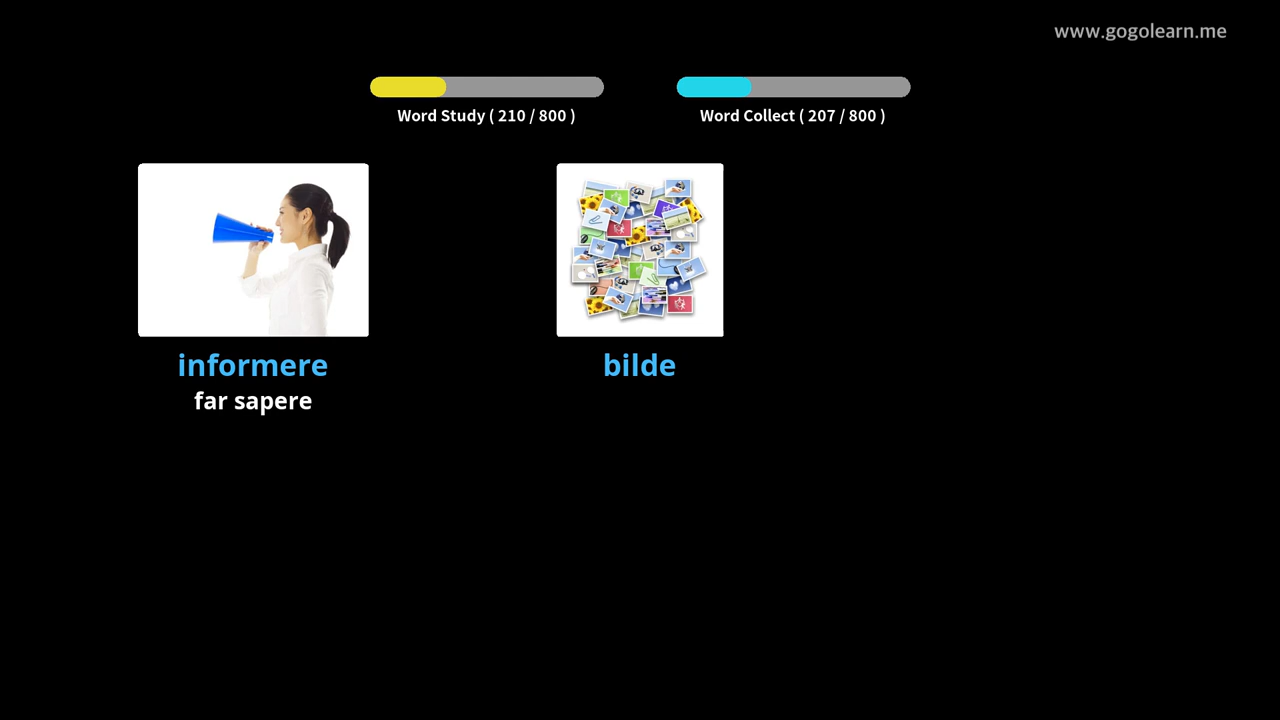 www.gogolearn.me
Word Study ( 210 / 800 )
Word Collect ( 207 / 800 )
informere
far sapere
bilde